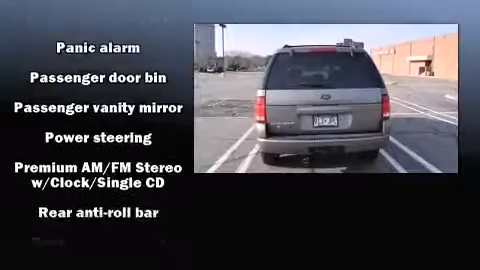 Panic alarm
Passenger door bin
Passenger vanity mirror
Power steering
Premium AM/FM Stereo
w/Clock/Single CD
Rear anti-roll bar